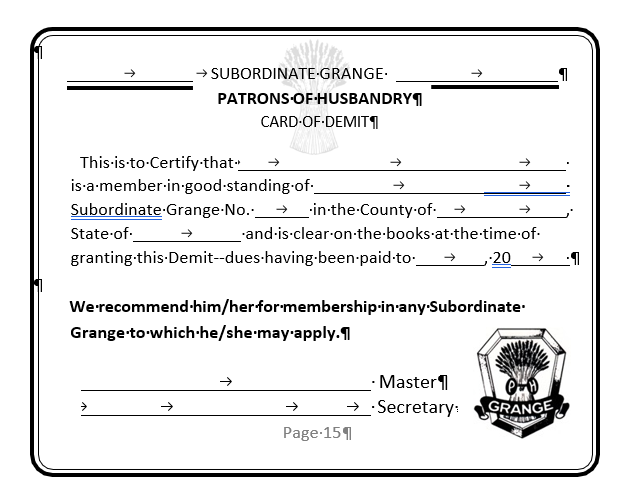 SUBORDINATE GRANGE
PATRONS OF HUSBANDRY
CARD OF DEMIT
This is to Certify that
is a member in good standing of
Subordinate Grange No. in the County of ,
State of and is clear on the books at the time of
granting this Demit--dues having been paid to , 20 .
We recommend him/her for membership in any Subordinate
Grange to which he/she may apply.
Master
Secretary
P H
GRANGE
Page 15